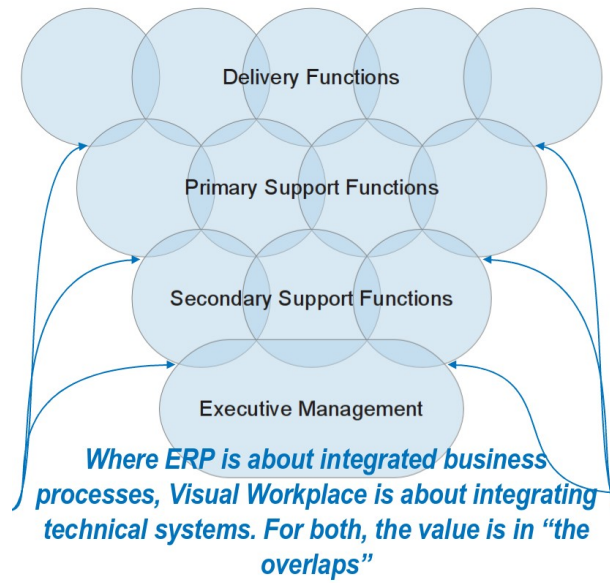 Delivery Functions
Primary Support Functions
Secondary Support Functions
Executive Management
Where ERP is about integrated business
processes, Visual Workplace is about integrating
technical systems. For both, the value is in “the
overlaps”